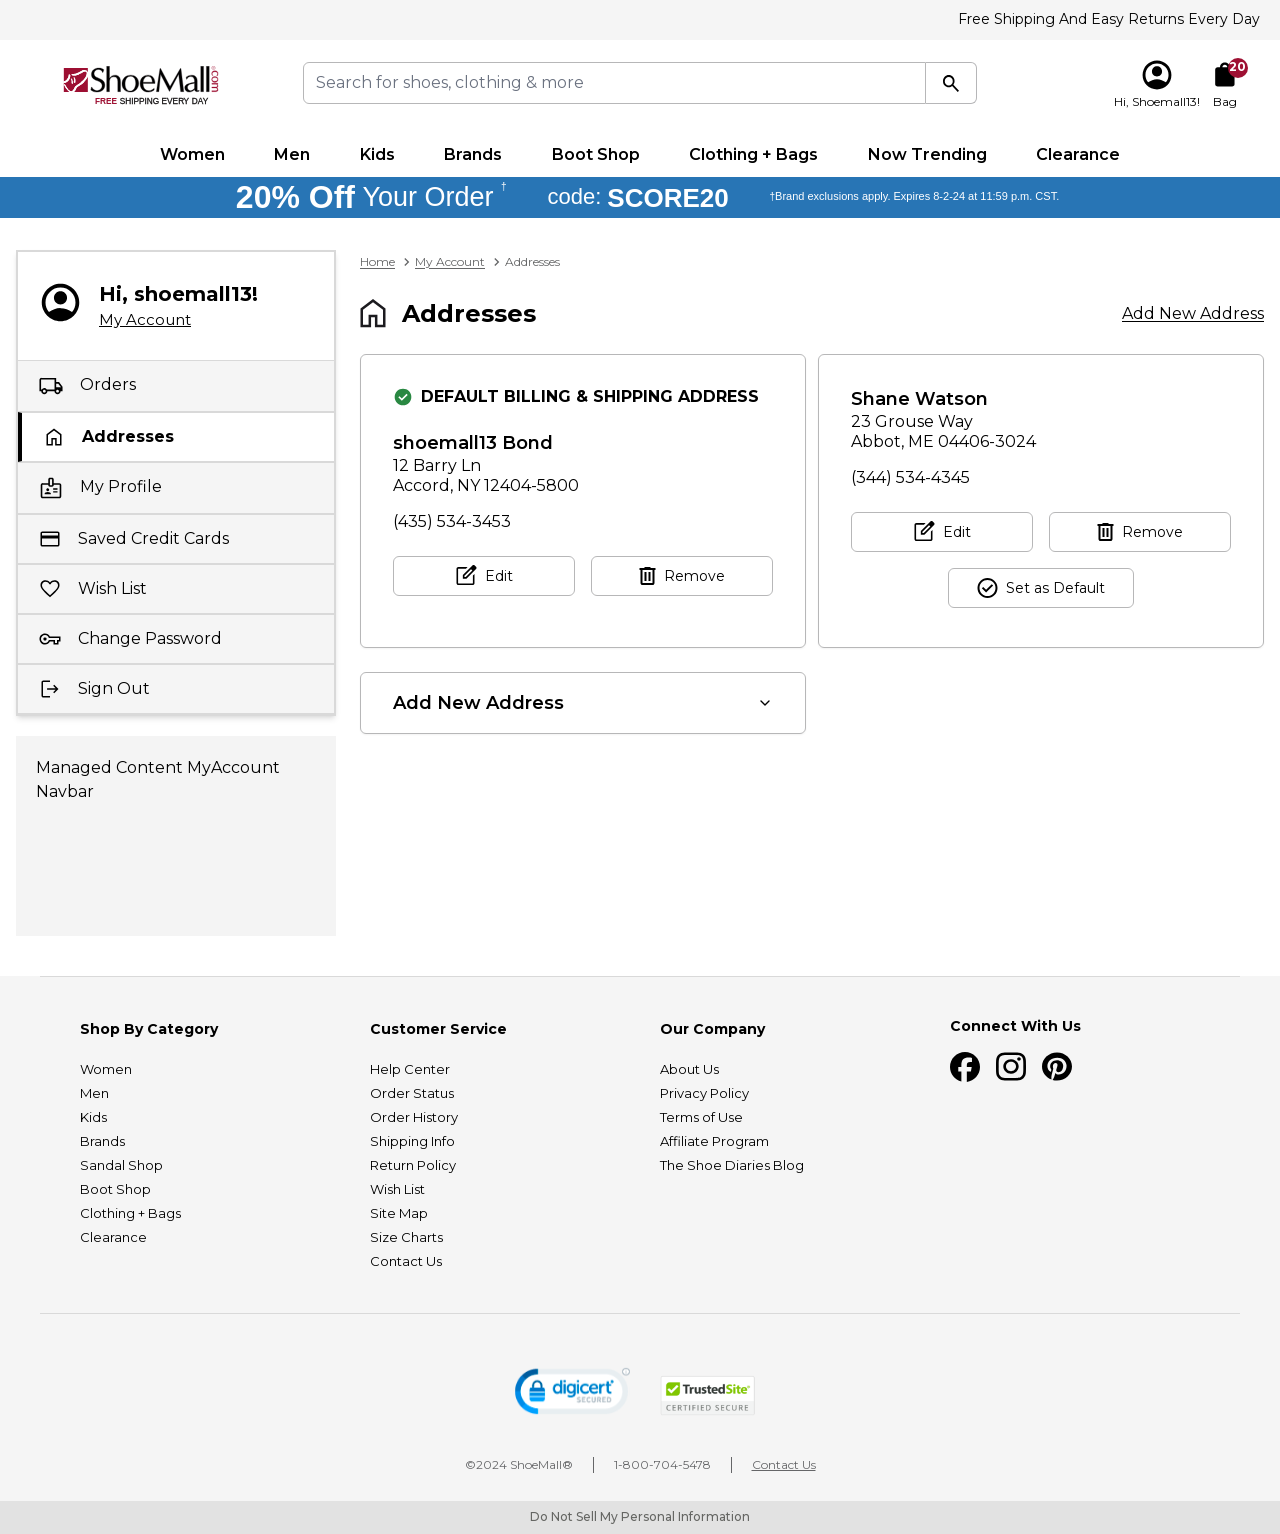 Free Shipping And Easy Returns Every Day
ShoeMall.com
FREE SHIPPING EVERY DAY
Search for shoes, clothing & more
Hi, Shoemall13!
20
Bag
Women Men Kids Brands Boot Shop Clothing + Bags Now Trending Clearance
20% Off Your Order † code: SCORE20 †Brand exclusions apply. Expires 8-2-24 at 11:59 p.m. CST.
Hi, shoemall13!
My Account
Orders
Addresses
My Profile
Saved Credit Cards
Wish List
Change Password
Sign Out
Managed Content MyAccount
Navbar
Home > My Account > Addresses
Addresses
Add New Address
DEFAULT BILLING & SHIPPING ADDRESS
shoemall13 Bond
12 Barry Ln
Accord, NY 12404-5800
(435) 534-3453
Edit Remove
Shane Watson
23 Grouse Way
Abbot, ME 04406-3024
(344) 534-4345
Edit Remove
Set as Default
Add New Address
Shop By Category
Women
Men
Kids
Brands
Sandal Shop
Boot Shop
Clothing + Bags
Clearance
Customer Service
Help Center
Order Status
Order History
Shipping Info
Return Policy
Wish List
Site Map
Size Charts
Contact Us
Our Company
About Us
Privacy Policy
Terms of Use
Affiliate Program
The Shoe Diaries Blog
Connect With Us
digicert
SECURED
TrustedSite
CERTIFIED SECURE
©2024 ShoeMall® 1-800-704-5478 Contact Us
Do Not Sell My Personal Information